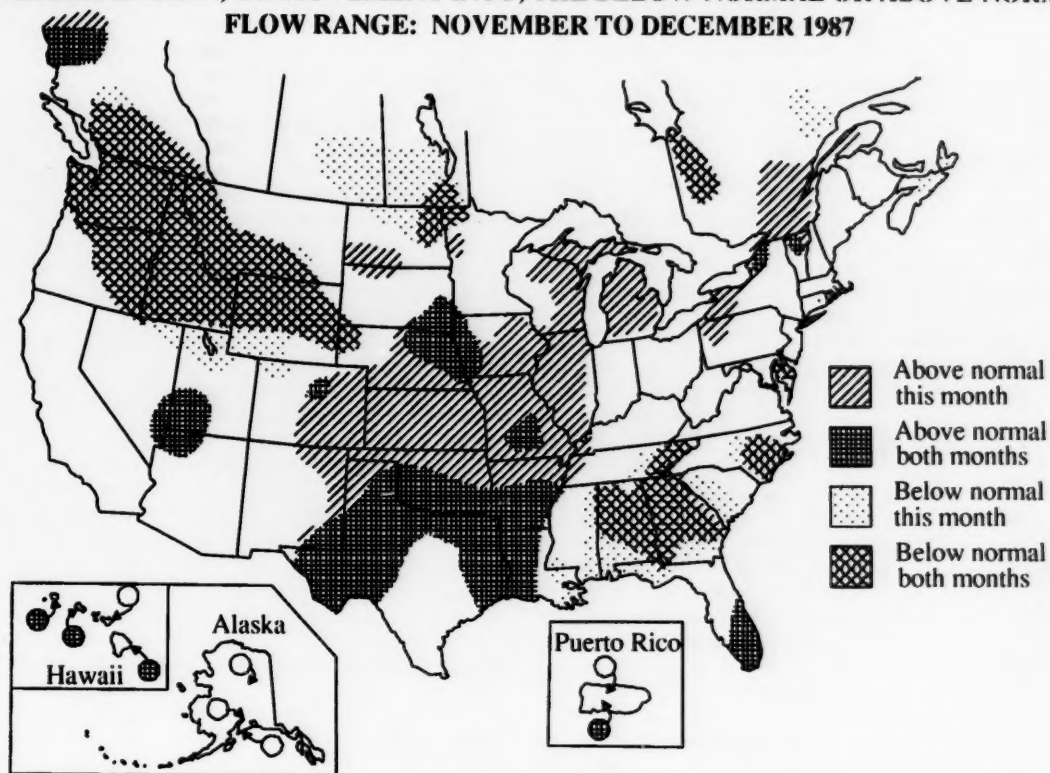 FLOW RANGE: NOVEMBER TO DECEMBER 1987
Above normal
this month
Above normal
both months
Below normal
this month
Below normal
both months
Hawaii
Alaska
Puerto Rico